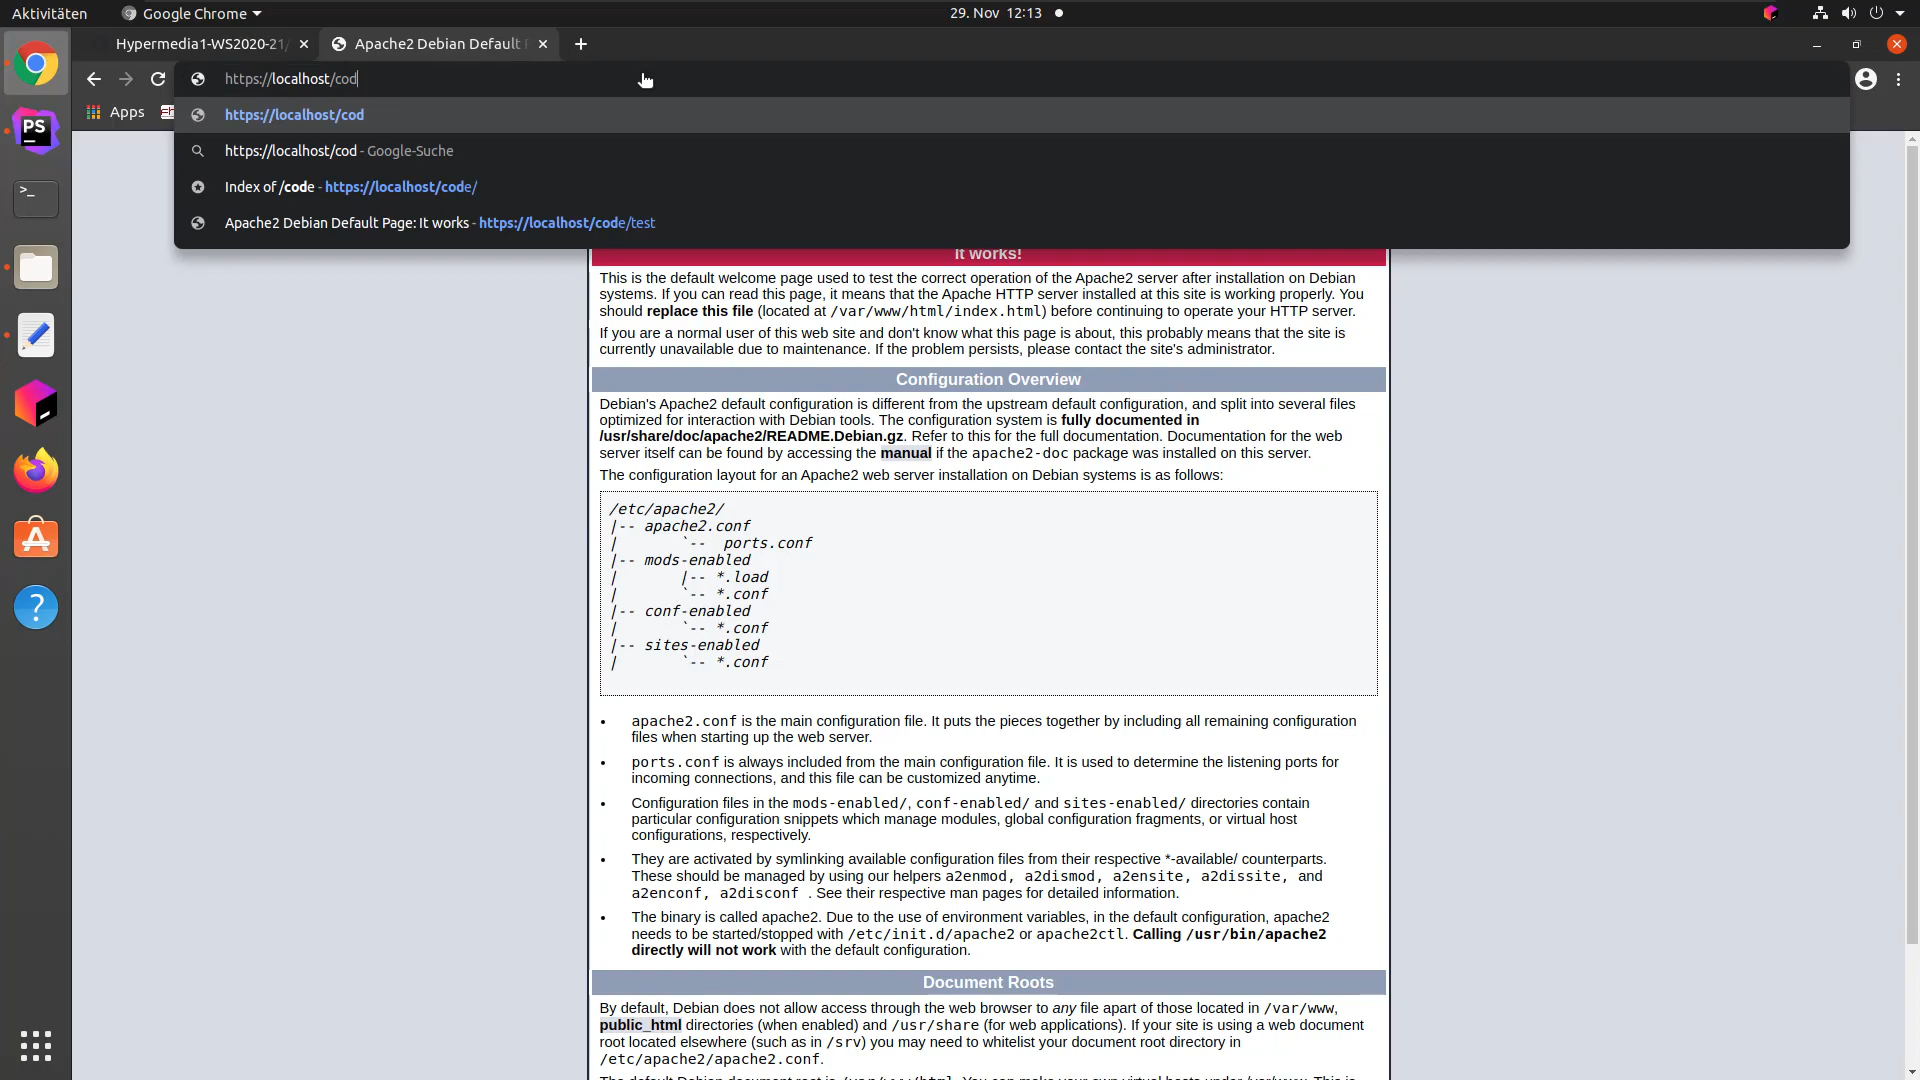 Aktivitäten
Google Chrome
29. Nov 12:13
Hypermedia1-WS2020-21/
Apache2 Debian Default
https://localhost/cod
Apps
https://localhost/cod
https://localhost/cod - Google-Suche
Index of /code - https://localhost/code/
Apache2 Debian Default Page: It works - https://localhost/code/test
PS
>_
It works!
This is the default welcome page used to test the correct operation of the Apache2 server after installation on Debian
systems. If you can read this page, it means that the Apache HTTP server installed at this site is working properly. You
should replace this file (located at /var/www/html/index.html) before continuing to operate your HTTP server.
If you are a normal user of this web site and don't know what this page is about, this probably means that the site is
currently unavailable due to maintenance. If the problem persists, please contact the site's administrator.
Configuration Overview
Debian's Apache2 default configuration is different from the upstream default configuration, and split into several files
optimized for interaction with Debian tools. The configuration system is fully documented in
/usr/share/doc/apache2/README.Debian.gz. Refer to this for the full documentation. Documentation for the web
server itself can be found by accessing the manual if the apache2-doc package was installed on this server.
The configuration layout for an Apache2 web server installation on Debian systems is as follows:
/etc/apache2/
|-- apache2.conf
|       `--  ports.conf
|-- mods-enabled
|       |-- *.load
|       `-- *.conf
|-- conf-enabled
|       `-- *.conf
|-- sites-enabled
|       `-- *.conf
• apache2.conf is the main configuration file. It puts the pieces together by including all remaining configuration
files when starting up the web server.
• ports.conf is always included from the main configuration file. It is used to determine the listening ports for
incoming connections, and this file can be customized anytime.
• Configuration files in the mods-enabled/, conf-enabled/ and sites-enabled/ directories contain
particular configuration snippets which manage modules, global configuration fragments, or virtual host
configurations, respectively.
• They are activated by symlinking available configuration files from their respective *-available/ counterparts.
These should be managed by using our helpers a2enmod, a2dismod, a2ensite, a2dissite, and
a2enconf, a2disconf . See their respective man pages for detailed information.
• The binary is called apache2. Due to the use of environment variables, in the default configuration, apache2
needs to be started/stopped with /etc/init.d/apache2 or apache2ctl. Calling /usr/bin/apache2
directly will not work with the default configuration.
Document Roots
By default, Debian does not allow access through the web browser to any file apart of those located in /var/www,
public_html directories (when enabled) and /usr/share (for web applications). If your site is using a web document
root located elsewhere (such as in /srv) you may need to whitelist your document root directory in
/etc/apache2/apache2.conf.
The default Debian document root is /var/www/html. You can make your own virtual hosts under /var/www. This is